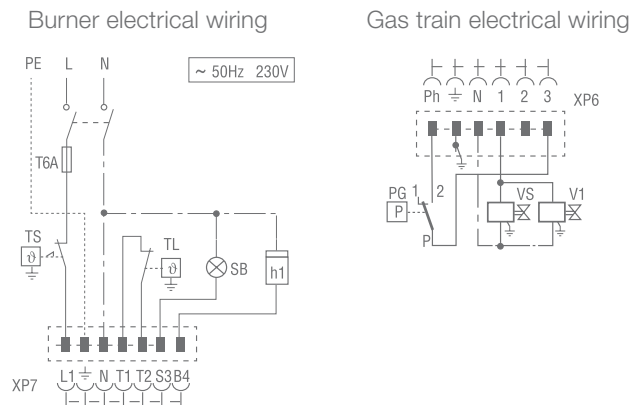 Burner electrical wiring
Gas train electrical wiring
PE L N
~ 50Hz 230V
T6A
TS
ϑ
TL
ϑ
SB
h1
XP7
L1 N T1 T2 S3 B4
Ph N 1 2 3
XP6
PG
P
1 2
P
VS
V1